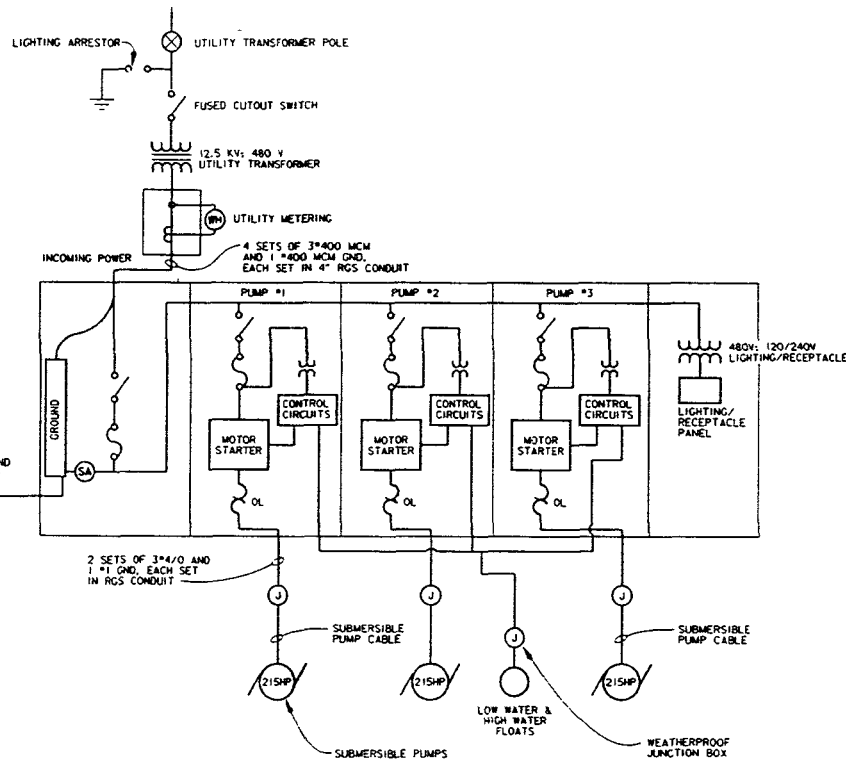 LIGHTING ARRESTOR
UTILITY TRANSFORMER POLE
FUSED CUTOUT SWITCH
12.5 KV: 480 V
UTILITY TRANSFORMER
WH
UTILITY METERING
INCOMING POWER
4 SETS OF 3*400 MCM
AND 1 *400 MCM GND,
EACH SET IN 4" RGS CONDUIT
PUMP *1
PUMP *2
PUMP *3
480V: 120/240V
LIGHTING/RECEPTACLE
GROUND
CONTROL
CIRCUITS
CONTROL
CIRCUITS
CONTROL
CIRCUITS
LIGHTING/
RECEPTACLE
PANEL
MOTOR
STARTER
MOTOR
STARTER
MOTOR
STARTER
ND
SA
OL
OL
OL
2 SETS OF 3*4/0 AND
1 *1 GND, EACH SET
IN RGS CONDUIT
J
J
J
J
SUBMERSIBLE
PUMP CABLE
SUBMERSIBLE
PUMP CABLE
215HP
215HP
215HP
LOW WATER &
HIGH WATER
FLOATS
SUBMERSIBLE PUMPS
WEATHERPROOF
JUNCTION BOX